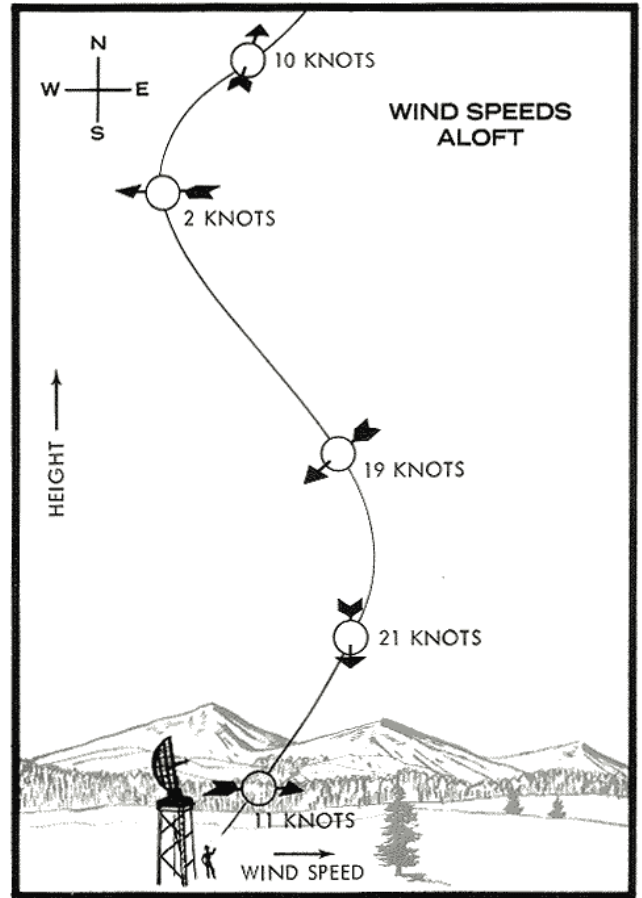 10 KNOTS
N
W E
S
WIND SPEEDS
ALOFT
2 KNOTS
19 KNOTS
HEIGHT
21 KNOTS
11 KNOTS
WIND SPEED